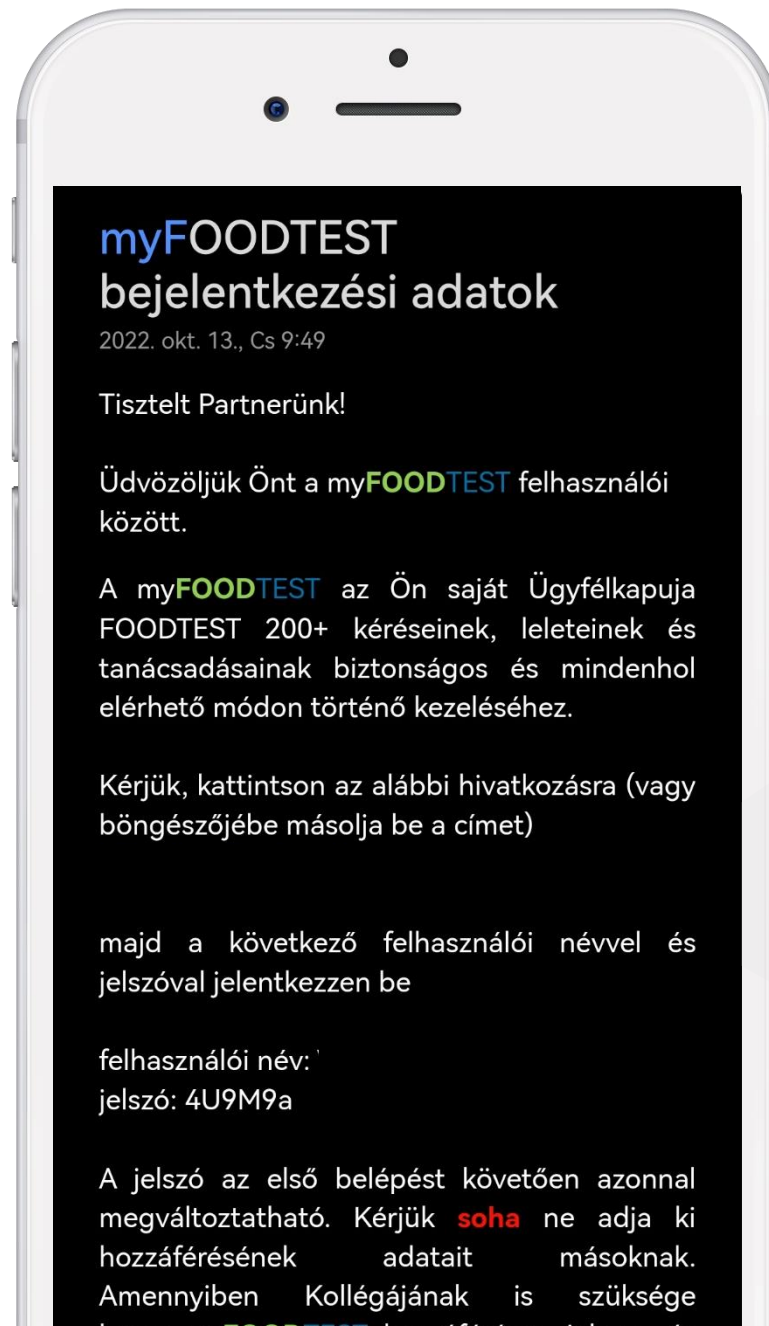 myFOODTEST
bejelentkezési adatok
2022. okt. 13., Cs 9:49
Tisztelt Partnerünk!
Üdvözöljük Önt a myFOODTEST felhasználói
között.
A myFOODTEST az Ön saját Ügyfélkapuja
FOODTEST 200+ kéréseinek, leleteinek és
tanácsadásainak biztonságos és mindenhol
elérhető módon történő kezeléséhez.
Kérjük, kattintson az alábbi hivatkozásra (vagy
böngészőjébe másolja be a címet)
majd a következő felhasználói névvel és
jelszóval jelentkezzen be
felhasználói név:
jelszó: 4U9M9a
A jelszó az első belépést követően azonnal
megváltoztatható. Kérjük soha ne adja ki
hozzáférésének adatait másoknak.
Amennyiben Kollégájának is szüksége